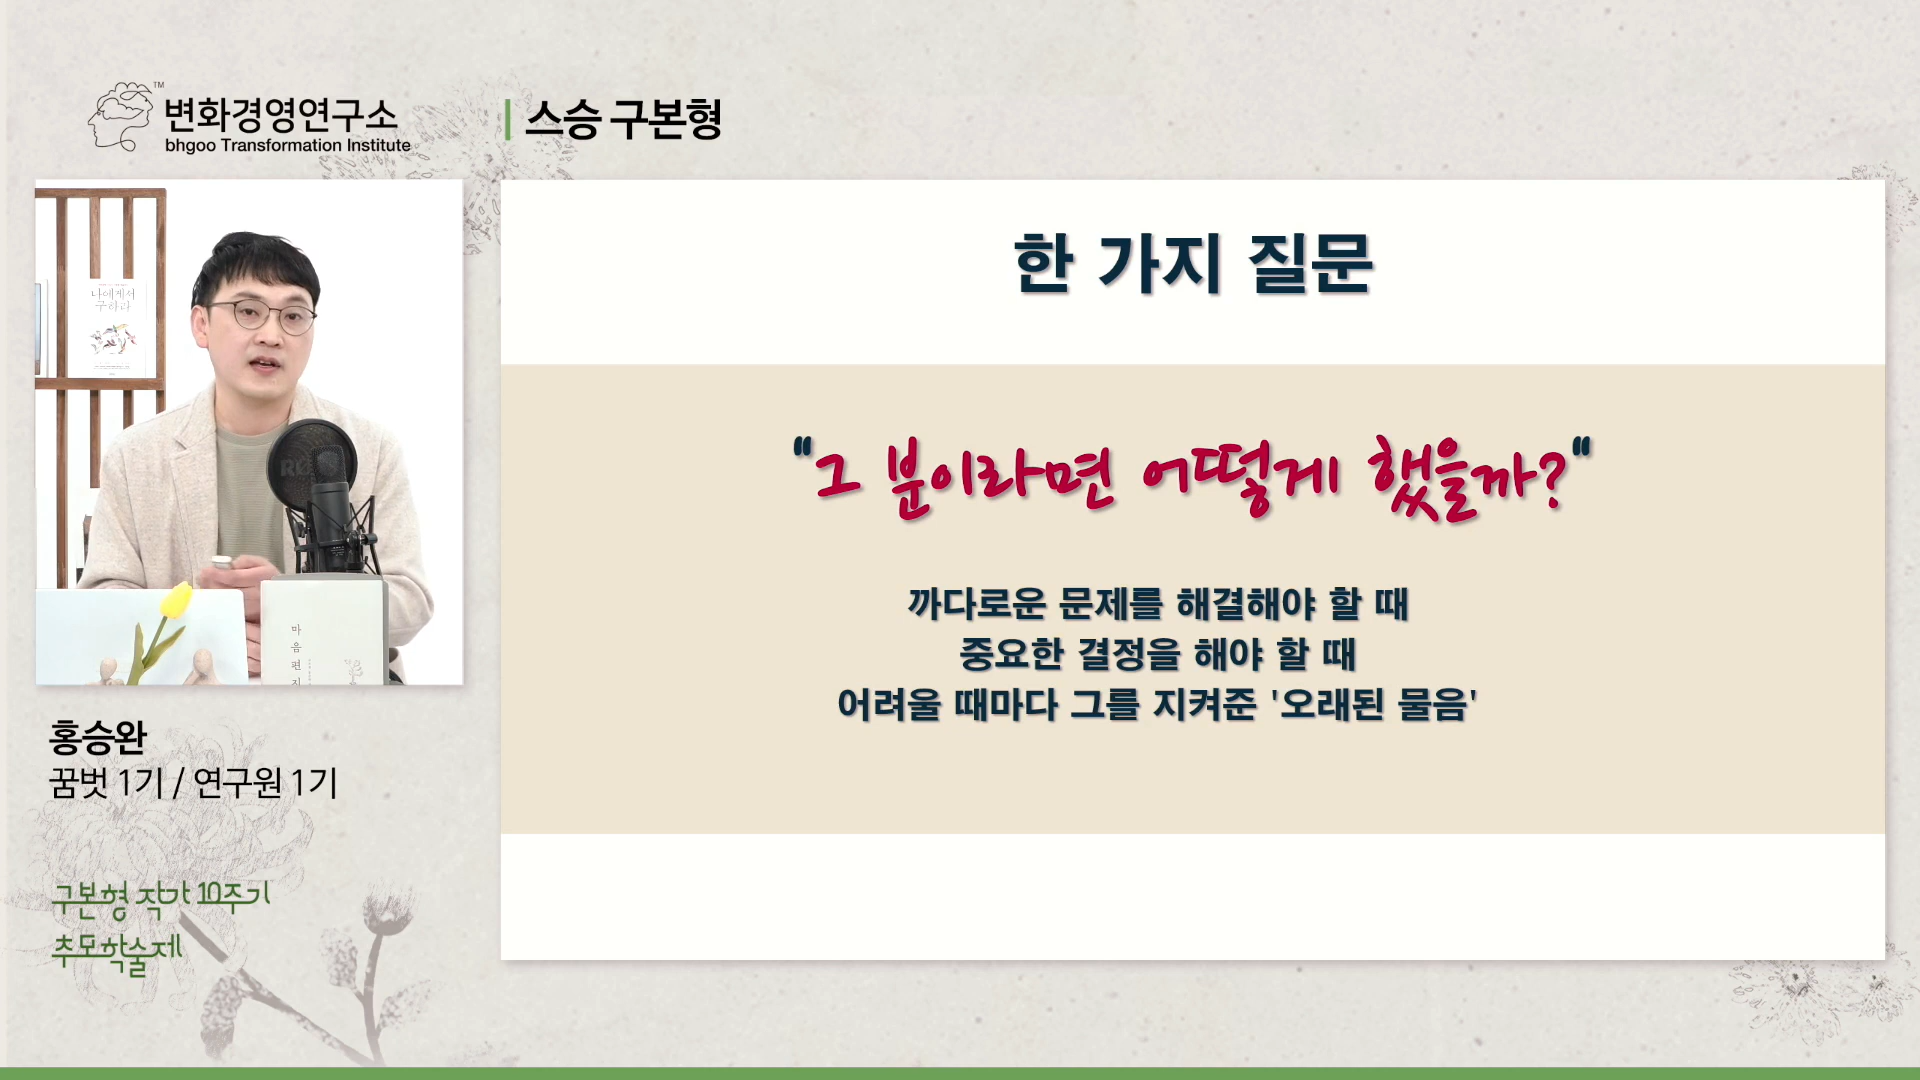 변화경영연구소
TM
bhgoo Transformation Institute
스승 구본형
한 가지 질문
"그 분이라면 어떻게 했을까?"
까다로운 문제를 해결해야 할 때
중요한 결정을 해야 할 때
어려울 때마다 그를 지켜준 '오래된 물음'
나에게서
구하라
마음편지
홍승완
꿈벗 1기 / 연구원 1기
구본형 작가 10주기
추모학술제